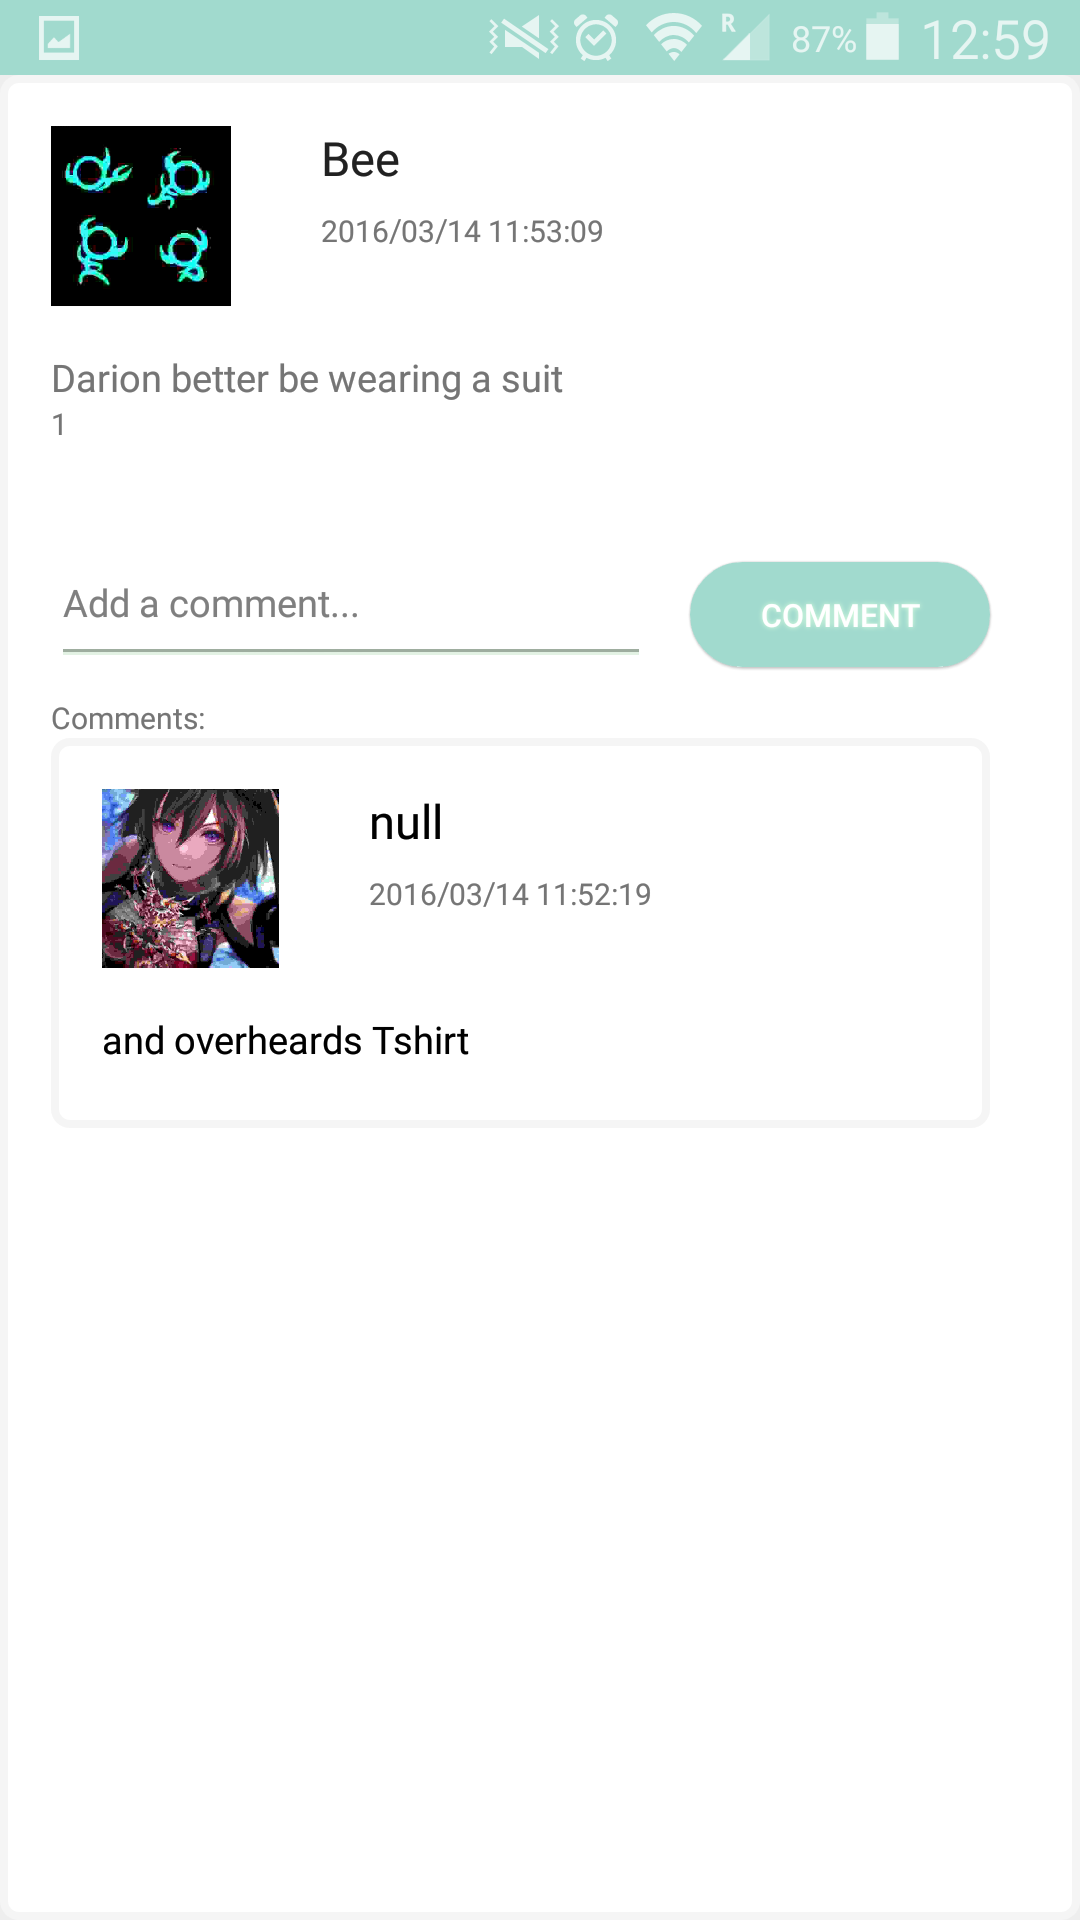 R 87% 12:59
Bee
2016/03/14 11:53:09
Darion better be wearing a suit
1
Add a comment...
COMMENT
Comments:
null
2016/03/14 11:52:19
and overheards Tshirt